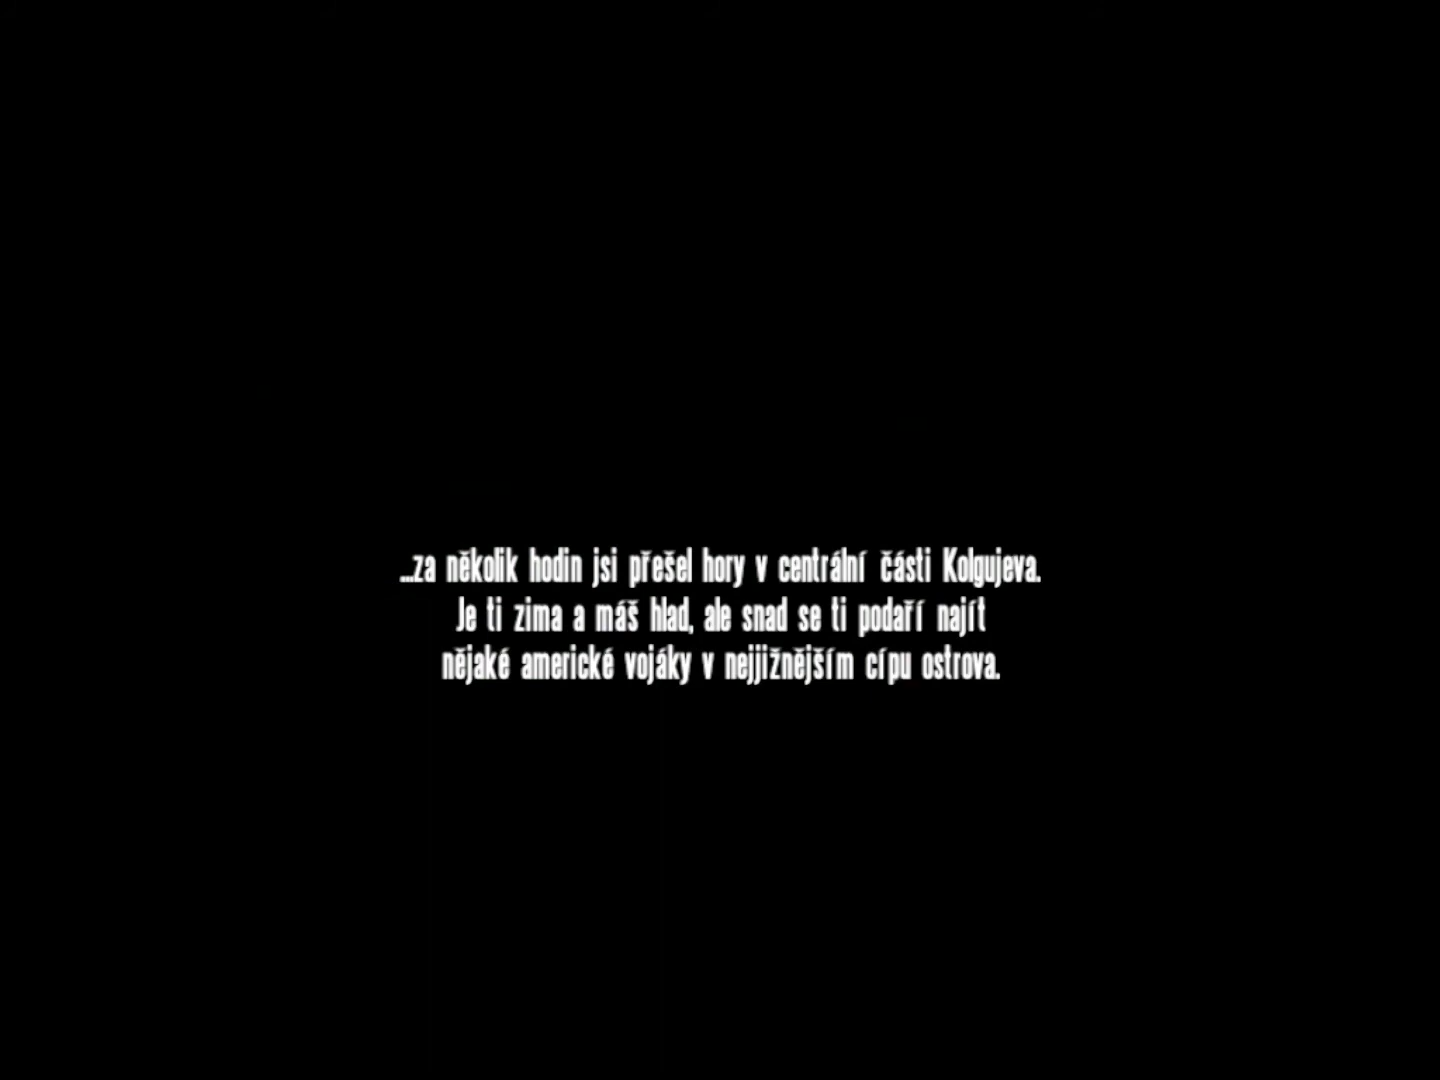 ...za několik hodin jsi přešel hory v centrální části Kolgujeva.
Je ti zima a máš hlad, ale snad se ti podaří najít
nějaké americké vojáky v nejjižnějším cípu ostrova.